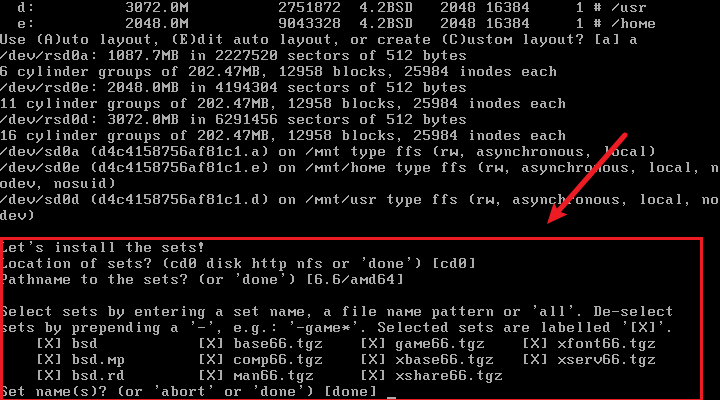 d: 3072.0M 2751872 4.2BSD 2048 16384 1 # /usr
e: 2048.0M 9043328 4.2BSD 2048 16384 1 # /home
Use (A)uto layout, (E)dit auto layout, or create (C)ustom layout? [a] a
/dev/rsd0a: 1087.7MB in 2227520 sectors of 512 bytes
6 cylinder groups of 202.47MB, 12958 blocks, 25984 inodes each
/dev/rsd0e: 2048.0MB in 4194304 sectors of 512 bytes
11 cylinder groups of 202.47MB, 12958 blocks, 25984 inodes each
/dev/rsd0d: 3072.0MB in 6291456 sectors of 512 bytes
16 cylinder groups of 202.47MB, 12958 blocks, 25984 inodes each
/dev/sd0a (d4c4158756af81c1.a) on /mnt type ffs (rw, asynchronous, local)
/dev/sd0e (d4c4158756af81c1.e) on /mnt/home type ffs (rw, asynchronous, local, n
odev, nosuid)
/dev/sd0d (d4c4158756af81c1.d) on /mnt/usr type ffs (rw, asynchronous, local, no
dev)
Let's install the sets!
Location of sets? (cd0 disk http nfs or 'done') [cd0]
Pathname to the sets? (or 'done') [6.6/amd64]
Select sets by entering a set name, a file name pattern or 'all'. De-select
sets by prepending a '-', e.g.: '-game*'. Selected sets are labelled '[X]'.
[X] bsd [X] base66.tgz [X] game66.tgz [X] xfont66.tgz
[X] bsd.mp [X] comp66.tgz [X] xbase66.tgz [X] xserv66.tgz
[X] bsd.rd [X] man66.tgz [X] xshare66.tgz
Set name(s)? (or 'abort' or 'done') [done] _